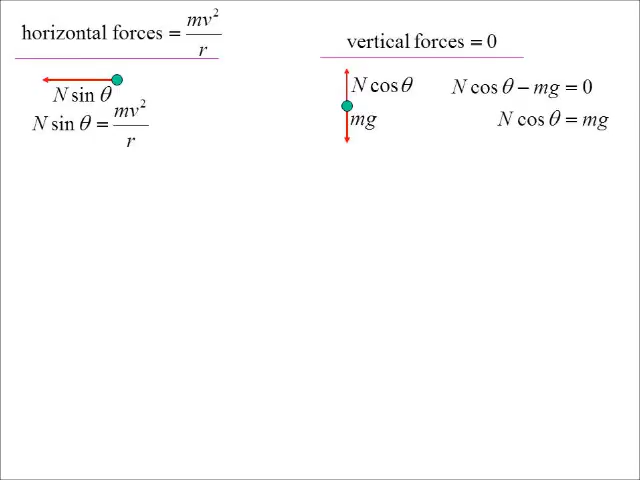 horizontal forces = mv²/r
N sin θ
N sin θ = mv²/r
vertical forces = 0
N cos θ
mg
N cos θ − mg = 0
N cos θ = mg